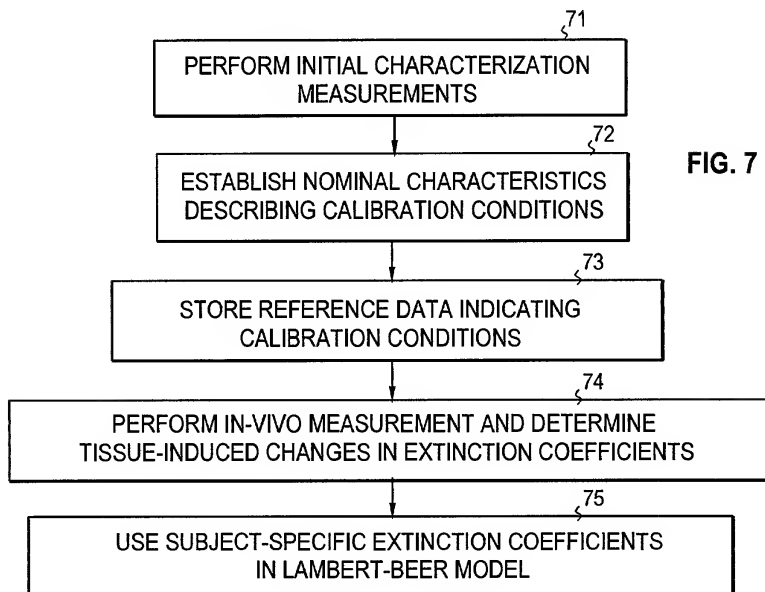 71
PERFORM INITIAL CHARACTERIZATION
MEASUREMENTS
72
ESTABLISH NOMINAL CHARACTERISTICS
DESCRIBING CALIBRATION CONDITIONS
FIG. 7
73
STORE REFERENCE DATA INDICATING
CALIBRATION CONDITIONS
74
PERFORM IN-VIVO MEASUREMENT AND DETERMINE
TISSUE-INDUCED CHANGES IN EXTINCTION COEFFICIENTS
75
USE SUBJECT-SPECIFIC EXTINCTION COEFFICIENTS
IN LAMBERT-BEER MODEL